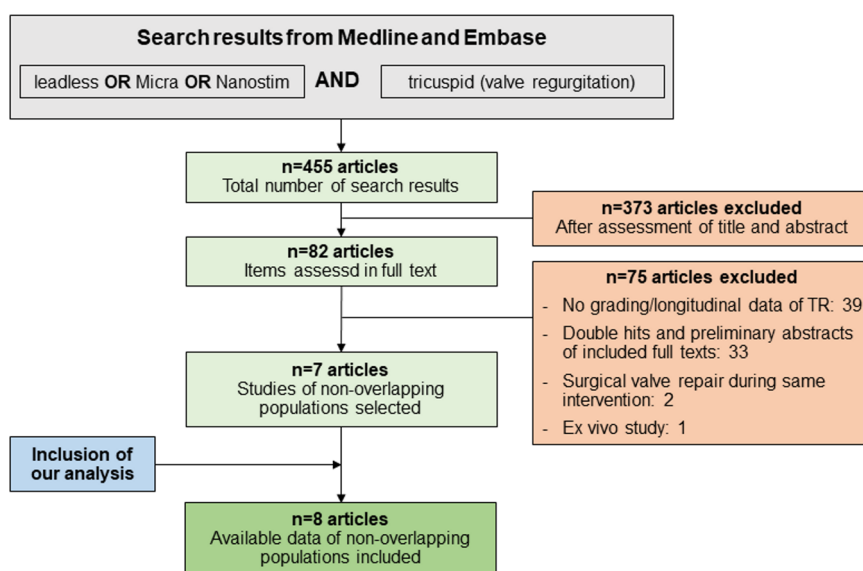 Search results from Medline and Embase
leadless OR Micra OR Nanostim
AND
tricuspid (valve regurgitation)
n=455 articles
Total number of search results
n=373 articles excluded
After assessment of title and abstract
n=82 articles
Items assessd in full text
n=75 articles excluded
- No grading/longitudinal data of TR: 39
- Double hits and preliminary abstracts
of included full texts: 33
- Surgical valve repair during same
intervention: 2
- Ex vivo study: 1
n=7 articles
Studies of non-overlapping
populations selected
Inclusion of
our analysis
n=8 articles
Available data of non-overlapping
populations included